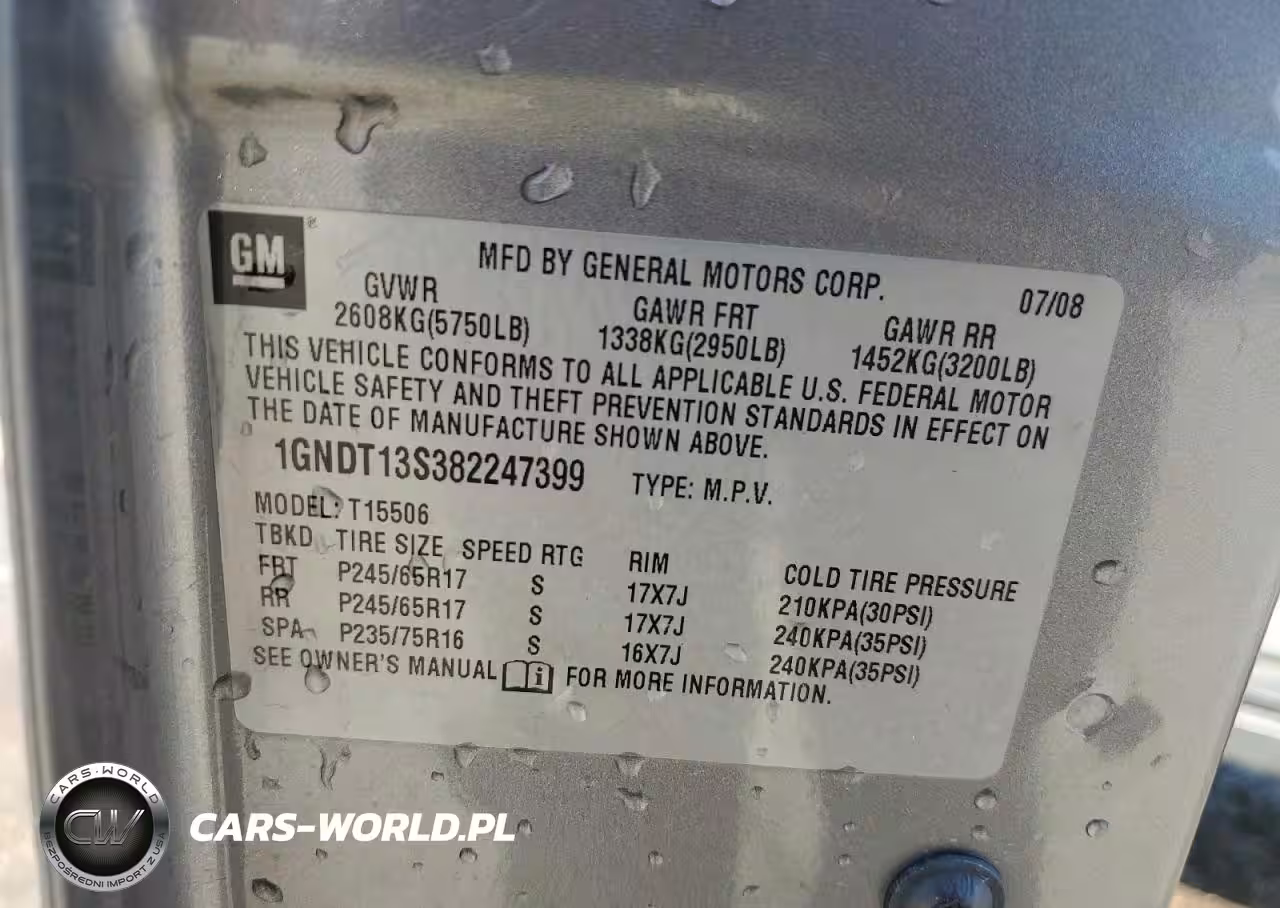 GM®
MFD BY GENERAL MOTORS CORP. 07/08
GVWR GAWR FRT GAWR RR
2608KG(5750LB) 1338KG(2950LB) 1452KG(3200LB)
THIS VEHICLE CONFORMS TO ALL APPLICABLE U.S. FEDERAL MOTOR
VEHICLE SAFETY AND THEFT PREVENTION STANDARDS IN EFFECT ON
THE DATE OF MANUFACTURE SHOWN ABOVE.
1GNDT13S382247399 TYPE: M.P.V.
MODEL: T15506
TBKD TIRE SIZE SPEED RTG RIM COLD TIRE PRESSURE
FRT P245/65R17 S 17X7J 210KPA(30PSI)
RR P245/65R17 S 17X7J 240KPA(35PSI)
SPA P235/75R16 S 16X7J 240KPA(35PSI)
SEE OWNER'S MANUAL i FOR MORE INFORMATION.
CARS-WORLD
CW
BEZPOŚREDNI IMPORT Z USA
CARS-WORLD.PL